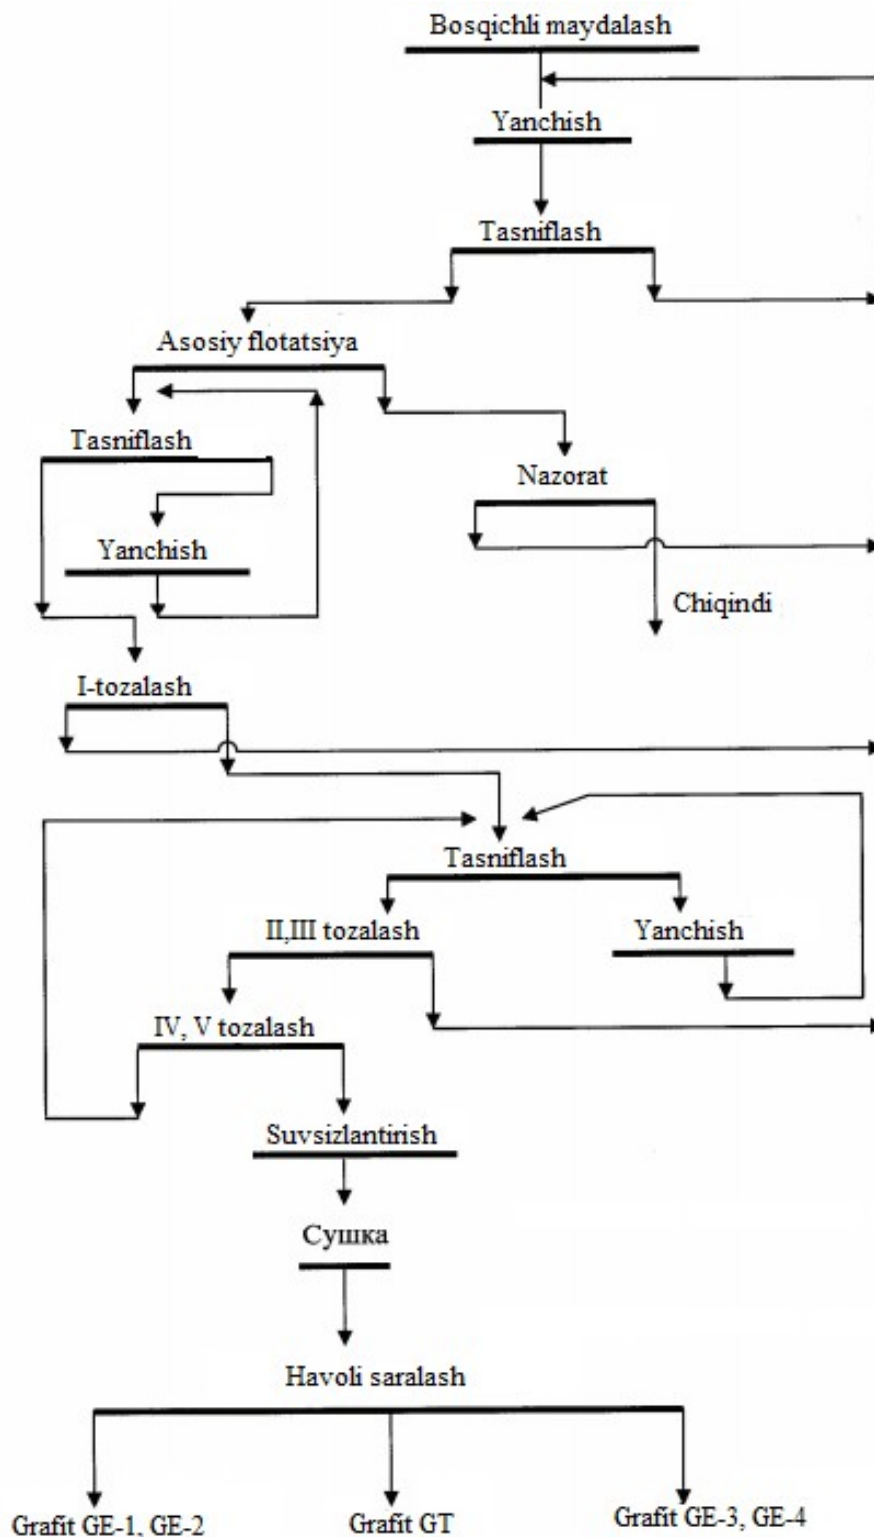 Bosqichli maydalash
Yanchish
Tasniflash
Asosiy flotatsiya
Tasniflash
Nazorat
Yanchish
Chiqindi
I-tozalash
Tasniflash
II,III tozalash
Yanchish
IV, V tozalash
Suvsizlantirish
Сушка
Havoli saralash
Grafit GE-1, GE-2
Grafit GT
Grafit GE-3, GE-4